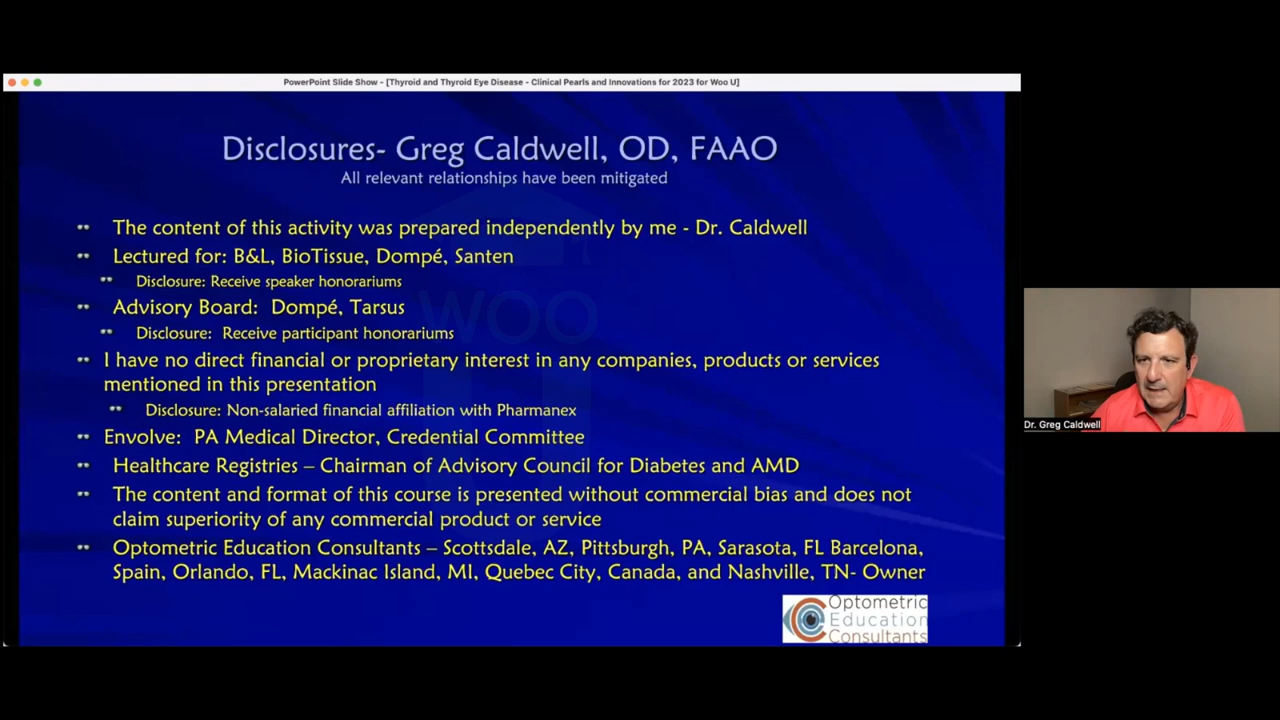 PowerPoint Slide Show - [Thyroid and Thyroid Eye Disease - Clinical Pearls and Innovations for 2023 for Woo U]
Disclosures- Greg Caldwell, OD, FAAO
All relevant relationships have been mitigated
The content of this activity was prepared independently by me - Dr. Caldwell
Lectured for: B&L, BioTissue, Dompé, Santen
Disclosure: Receive speaker honorariums
Advisory Board: Dompé, Tarsus
Disclosure: Receive participant honorariums
I have no direct financial or proprietary interest in any companies, products or services
mentioned in this presentation
Disclosure: Non-salaried financial affiliation with Pharmanex
Envolve: PA Medical Director, Credential Committee
Healthcare Registries – Chairman of Advisory Council for Diabetes and AMD
The content and format of this course is presented without commercial bias and does not
claim superiority of any commercial product or service
Optometric Education Consultants – Scottsdale, AZ, Pittsburgh, PA, Sarasota, FL Barcelona,
Spain, Orlando, FL, Mackinac Island, MI, Quebec City, Canada, and Nashville, TN- Owner
Optometric
Education
Consultants
WOO
Dr. Greg Caldwell